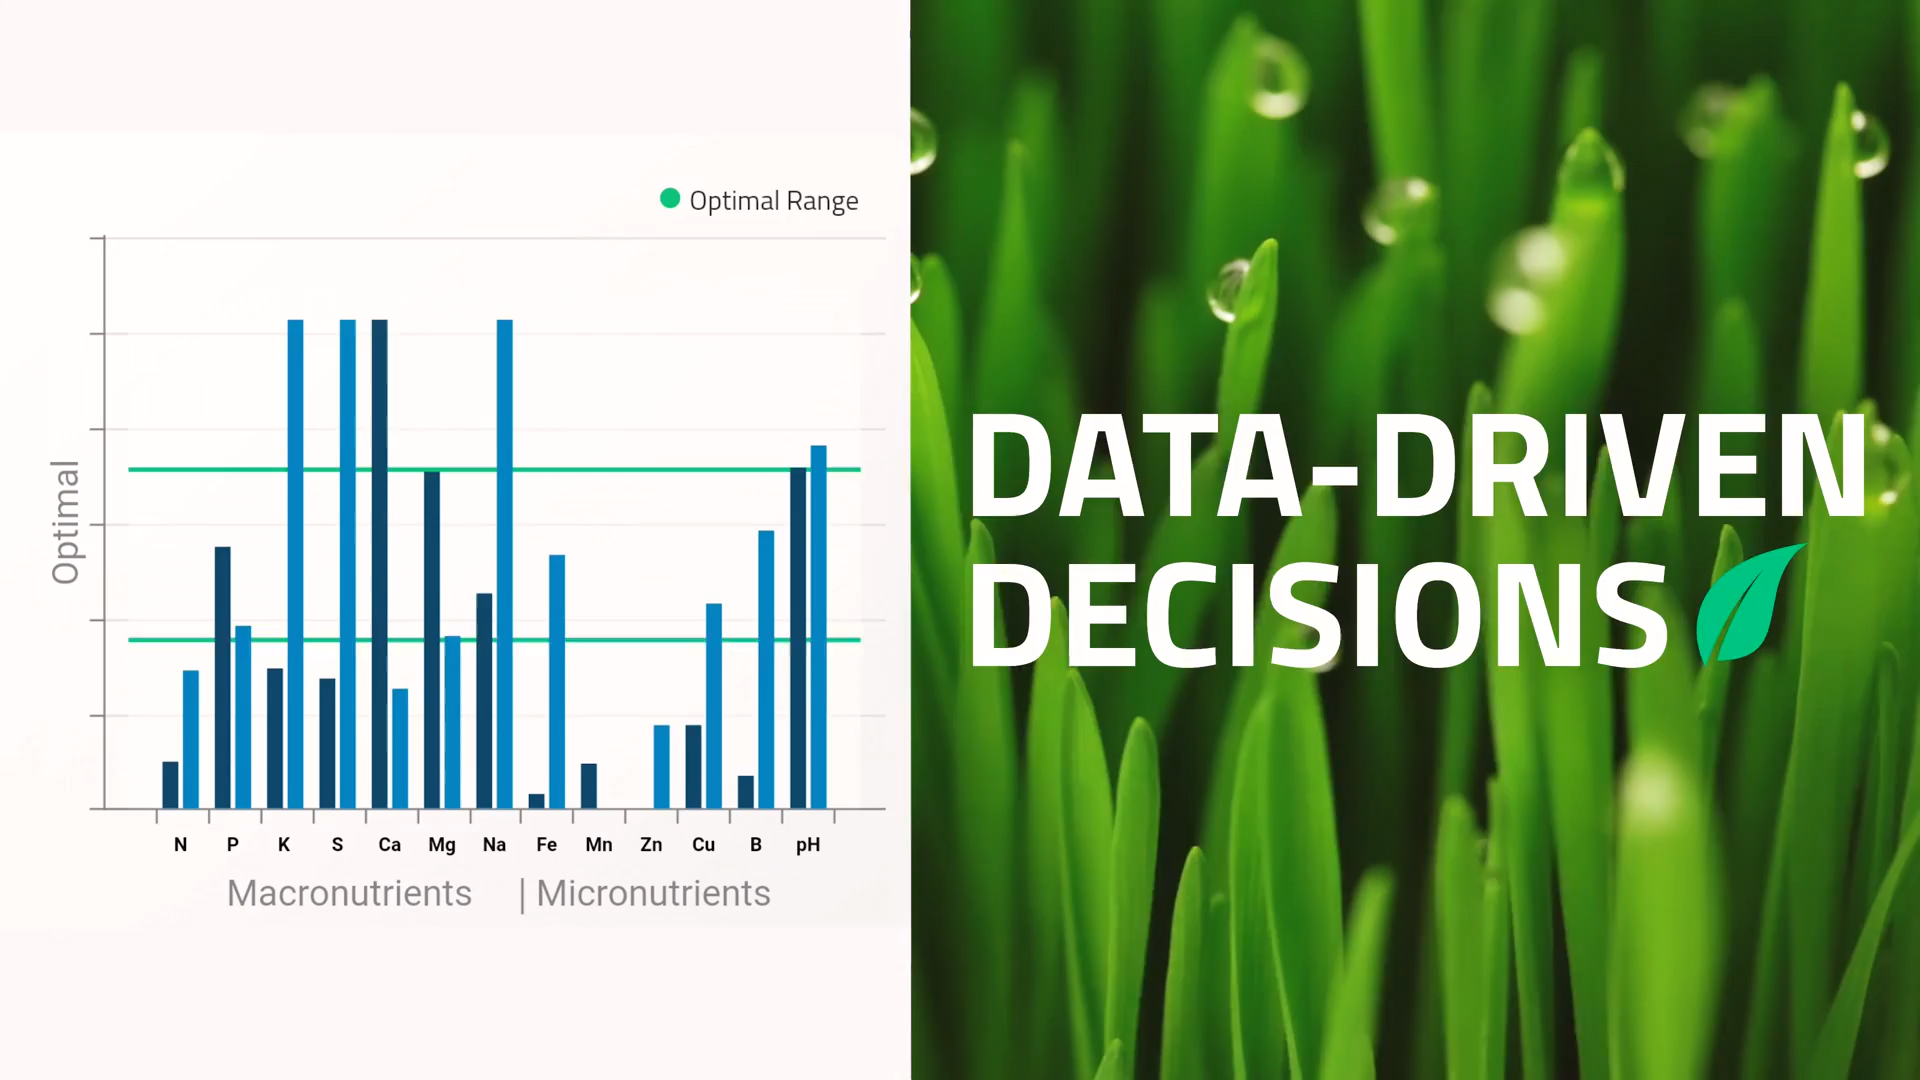 Optimal Range
Optimal
N P K S Ca Mg Na Fe Mn Zn Cu B pH
Macronutrients | Micronutrients
DATA-DRIVEN
DECISIONS